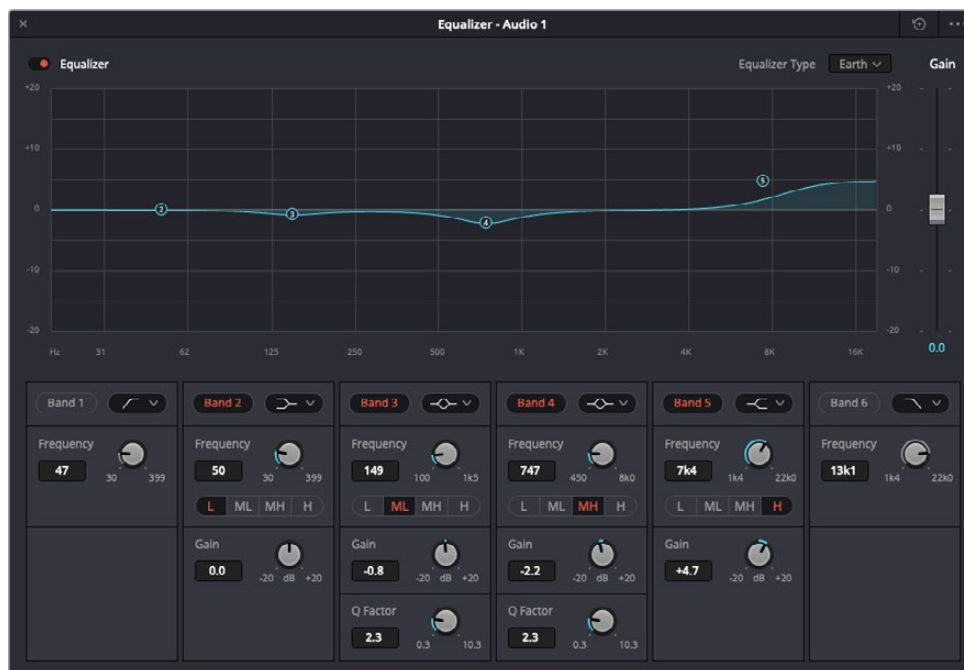 Equalizer - Audio 1
Equalizer
Equalizer Type Earth Gain
+20 +20
+10 +10
2 3 4 5
0 0
-10 -10
-20 -20
Hz 31 62 125 250 500 1K 2K 4K 8K 16K 0.0
Band 1 Band 2 Band 3 Band 4 Band 5 Band 6
Frequency Frequency Frequency Frequency Frequency Frequency
47 30 399 50 30 399 149 100 1k5 747 450 8k0 7k4 1k4 22k0 13k1 1k4 22k0
L ML MH H L ML MH H L ML MH H L ML MH H
Gain Gain Gain Gain
0.0 -20 dB +20 -0.8 -20 dB +20 -2.2 -20 dB +20 +4.7 -20 dB +20
Q Factor Q Factor
2.3 0.3 10.3 2.3 0.3 10.3